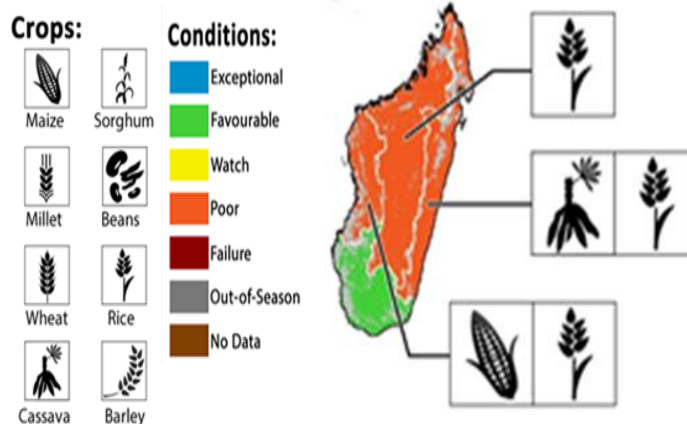 Crops:
Maize
Sorghum
Millet
Beans
Wheat
Rice
Cassava
Barley
Conditions:
Exceptional
Favourable
Watch
Poor
Failure
Out-of-Season
No Data